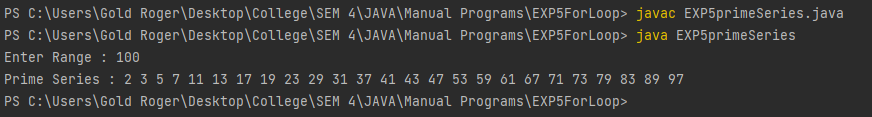 PS C:\Users\Gold Roger\Desktop\College\SEM 4\JAVA\Manual Programs\EXP5ForLoop> javac EXP5primeSeries.java
PS C:\Users\Gold Roger\Desktop\College\SEM 4\JAVA\Manual Programs\EXP5ForLoop> java EXP5primeSeries
Enter Range : 100
Prime Series : 2 3 5 7 11 13 17 19 23 29 31 37 41 43 47 53 59 61 67 71 73 79 83 89 97
PS C:\Users\Gold Roger\Desktop\College\SEM 4\JAVA\Manual Programs\EXP5ForLoop>